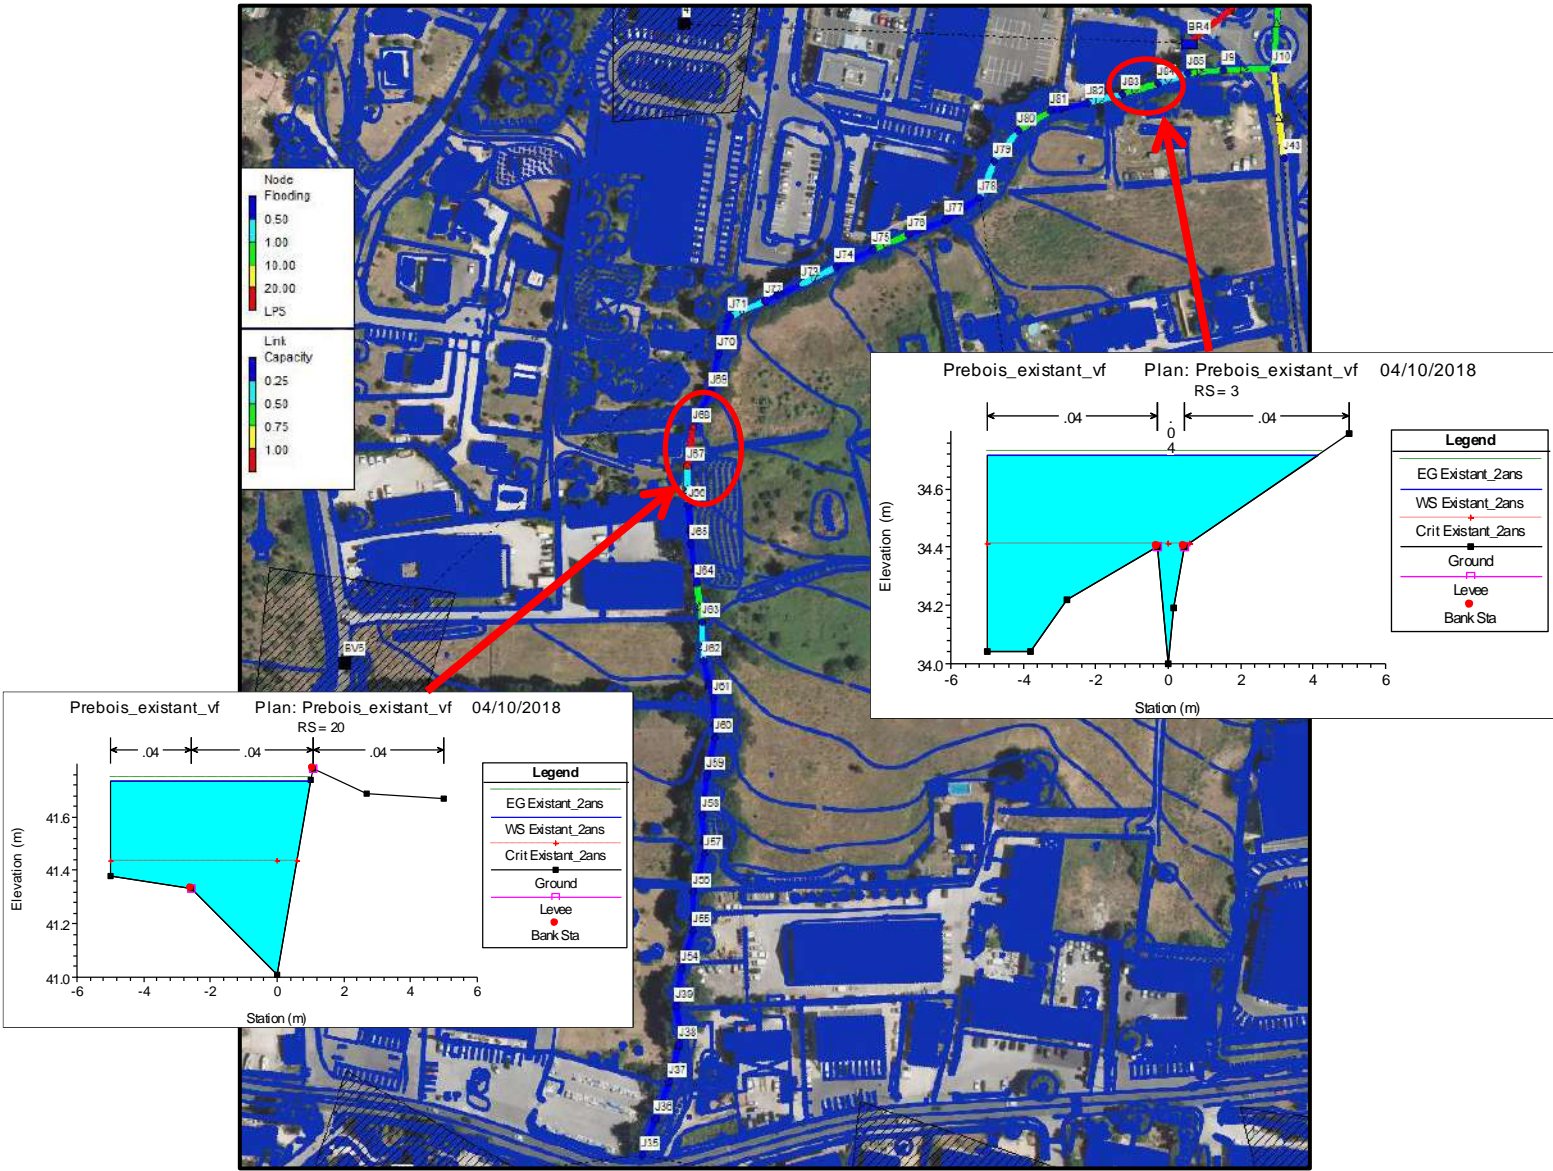 4
BR4
J85
J9
J10
J84
J83
J82
J81
J80
J43
J79
J78
J77
J76
J75
J74
J73
J72
J71
J70
J69
J68
J67
J66
J65
J64
J63
J62
J61
J60
J59
J58
J57
J56
J55
J54
J39
J38
J37
J36
J35
BV5
Node
Flooding
0.50
1.00
10.00
20.00
LPS
Link
Capacity
0.25
0.50
0.75
1.00
Prebois_existant_vf Plan: Prebois_existant_vf 04/10/2018
RS = 3
.04 .04 .04
Elevation (m)
34.6
34.4
34.2
34.0
-6 -4 -2 0 2 4 6
Station (m)
Legend
EG Existant_2ans
WS Existant_2ans
Crit Existant_2ans
Ground
Levee
Bank Sta
Prebois_existant_vf Plan: Prebois_existant_vf 04/10/2018
RS = 20
.04 .04 .04
Elevation (m)
41.6
41.4
41.2
41.0
-6 -4 -2 0 2 4 6
Station (m)
Legend
EG Existant_2ans
WS Existant_2ans
Crit Existant_2ans
Ground
Levee
Bank Sta